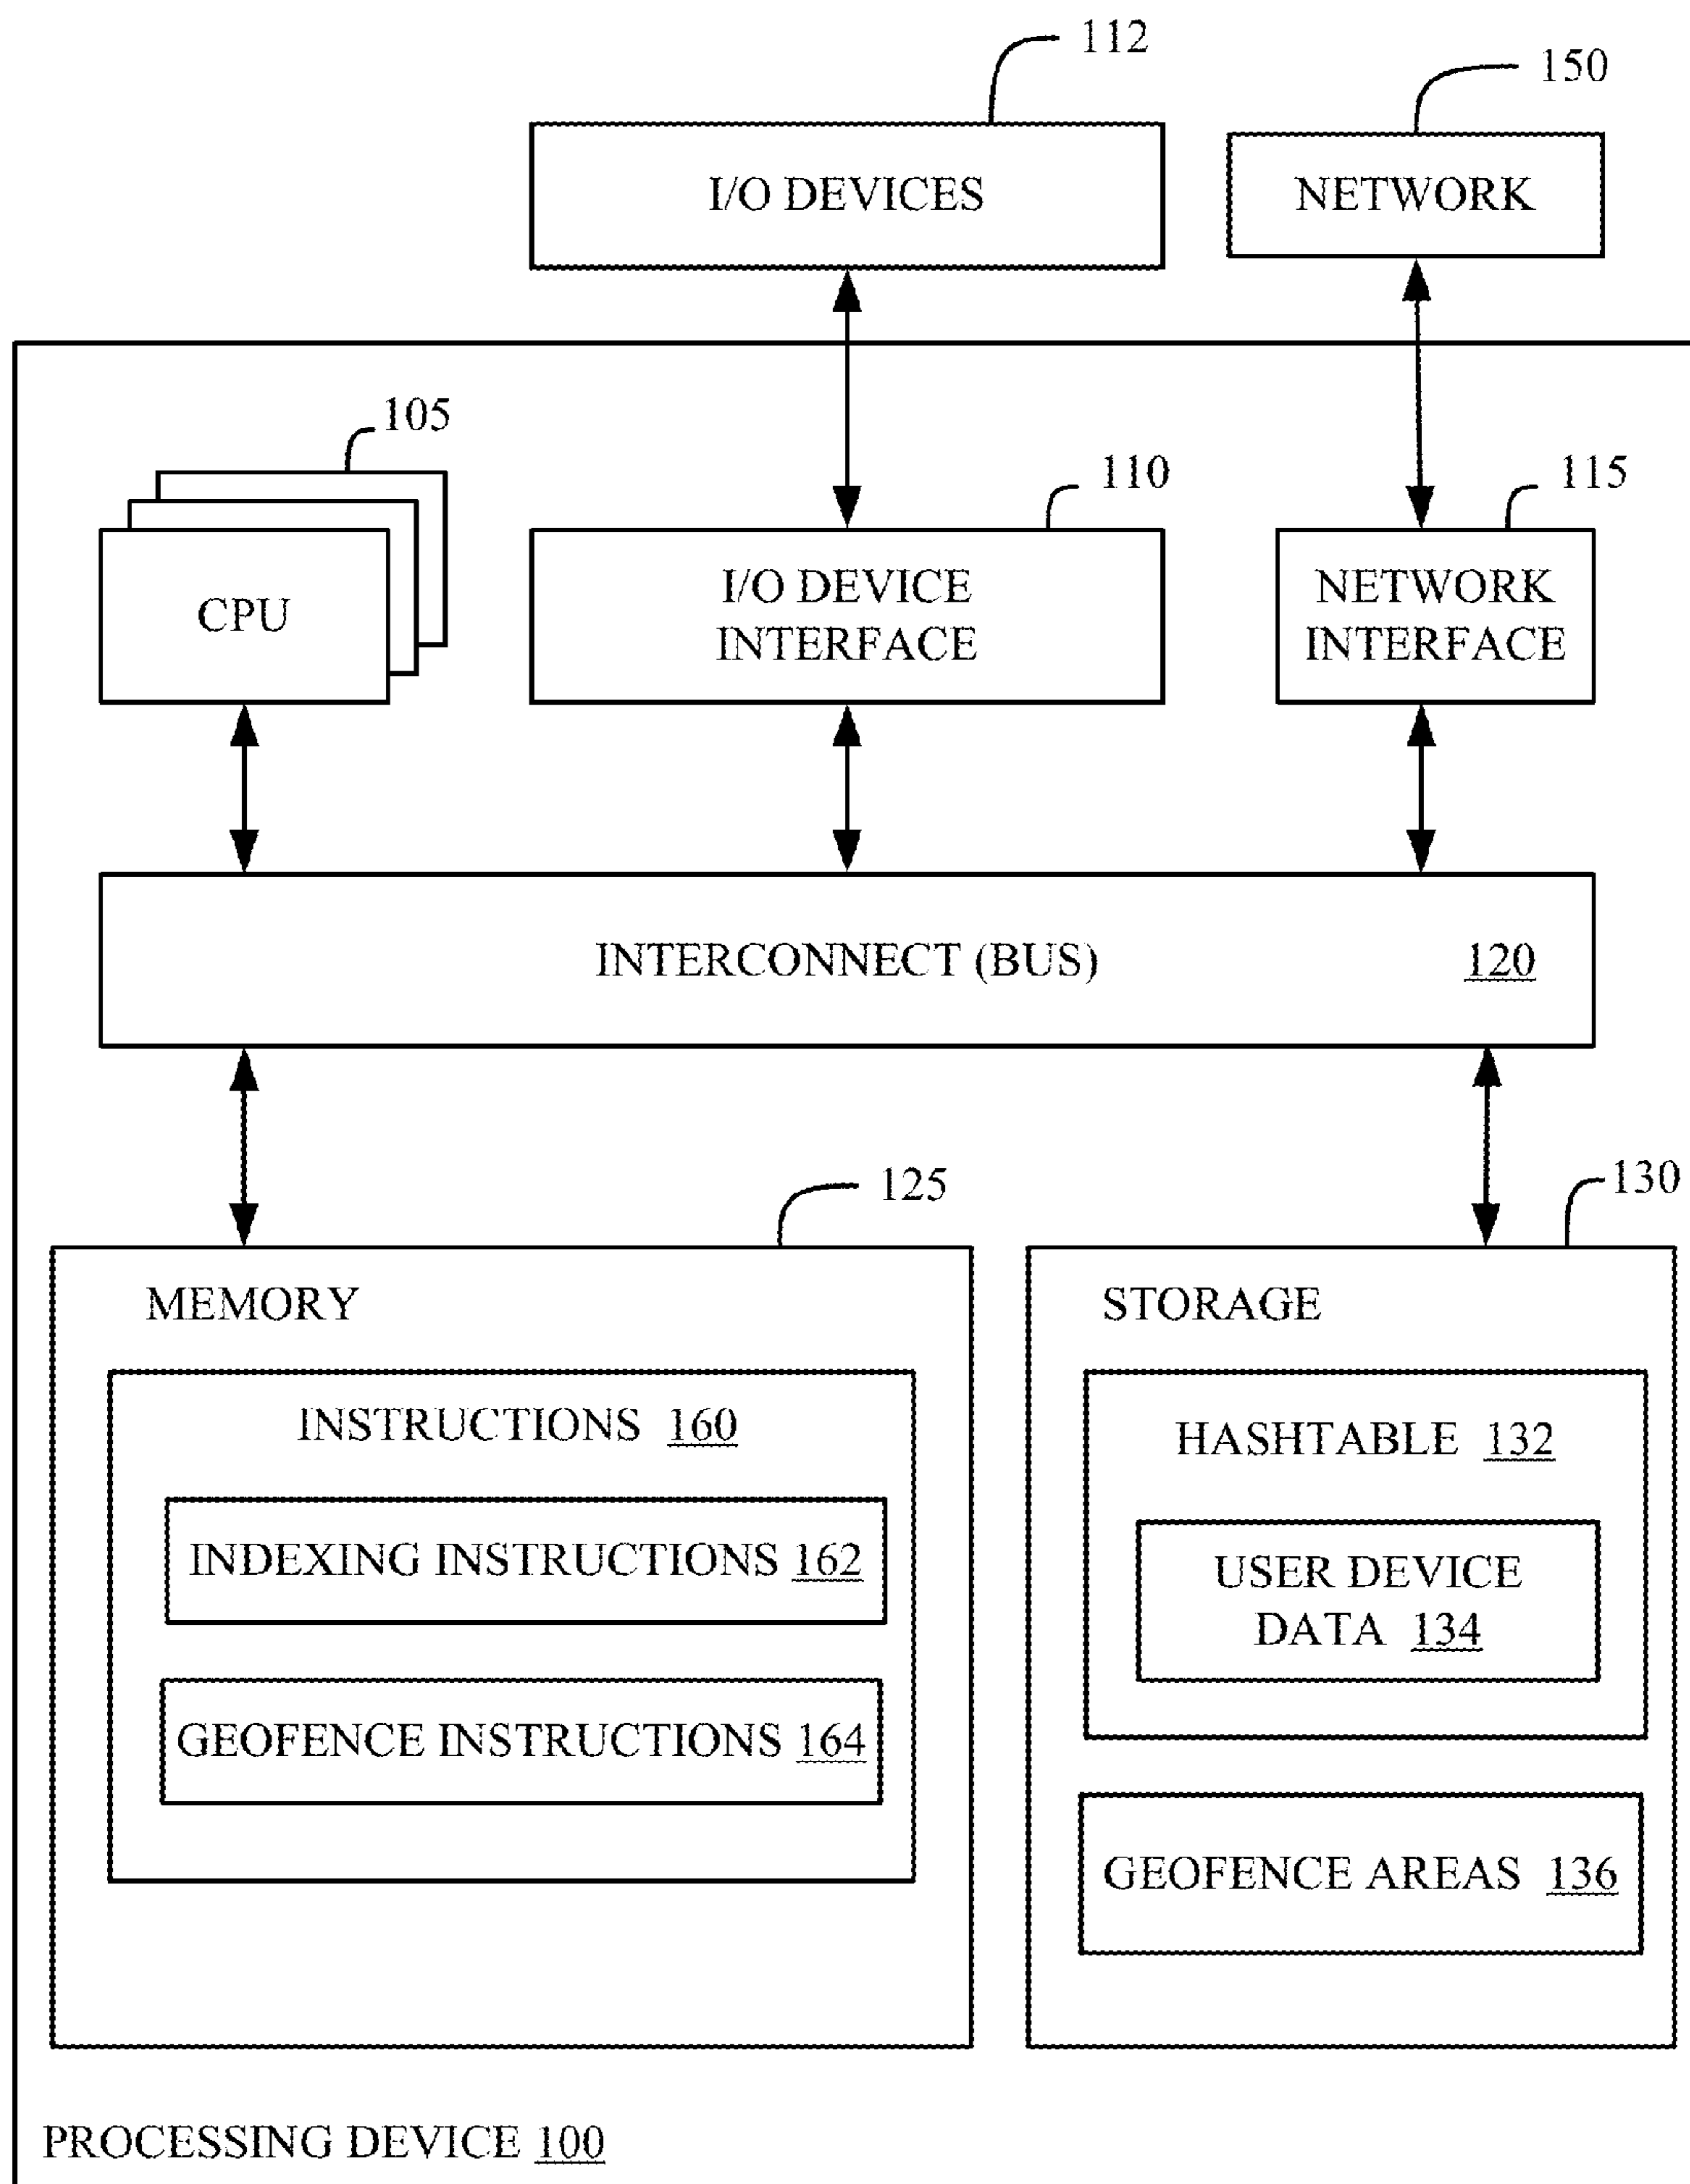 112
150
I/O DEVICES
NETWORK
105
110
115
CPU
I/O DEVICE
INTERFACE
NETWORK
INTERFACE
INTERCONNECT (BUS) 120
125
130
MEMORY
INSTRUCTIONS 160
INDEXING INSTRUCTIONS 162
GEOFENCE INSTRUCTIONS 164
STORAGE
HASHTABLE 132
USER DEVICE
DATA 134
GEOFENCE AREAS 136
PROCESSING DEVICE 100